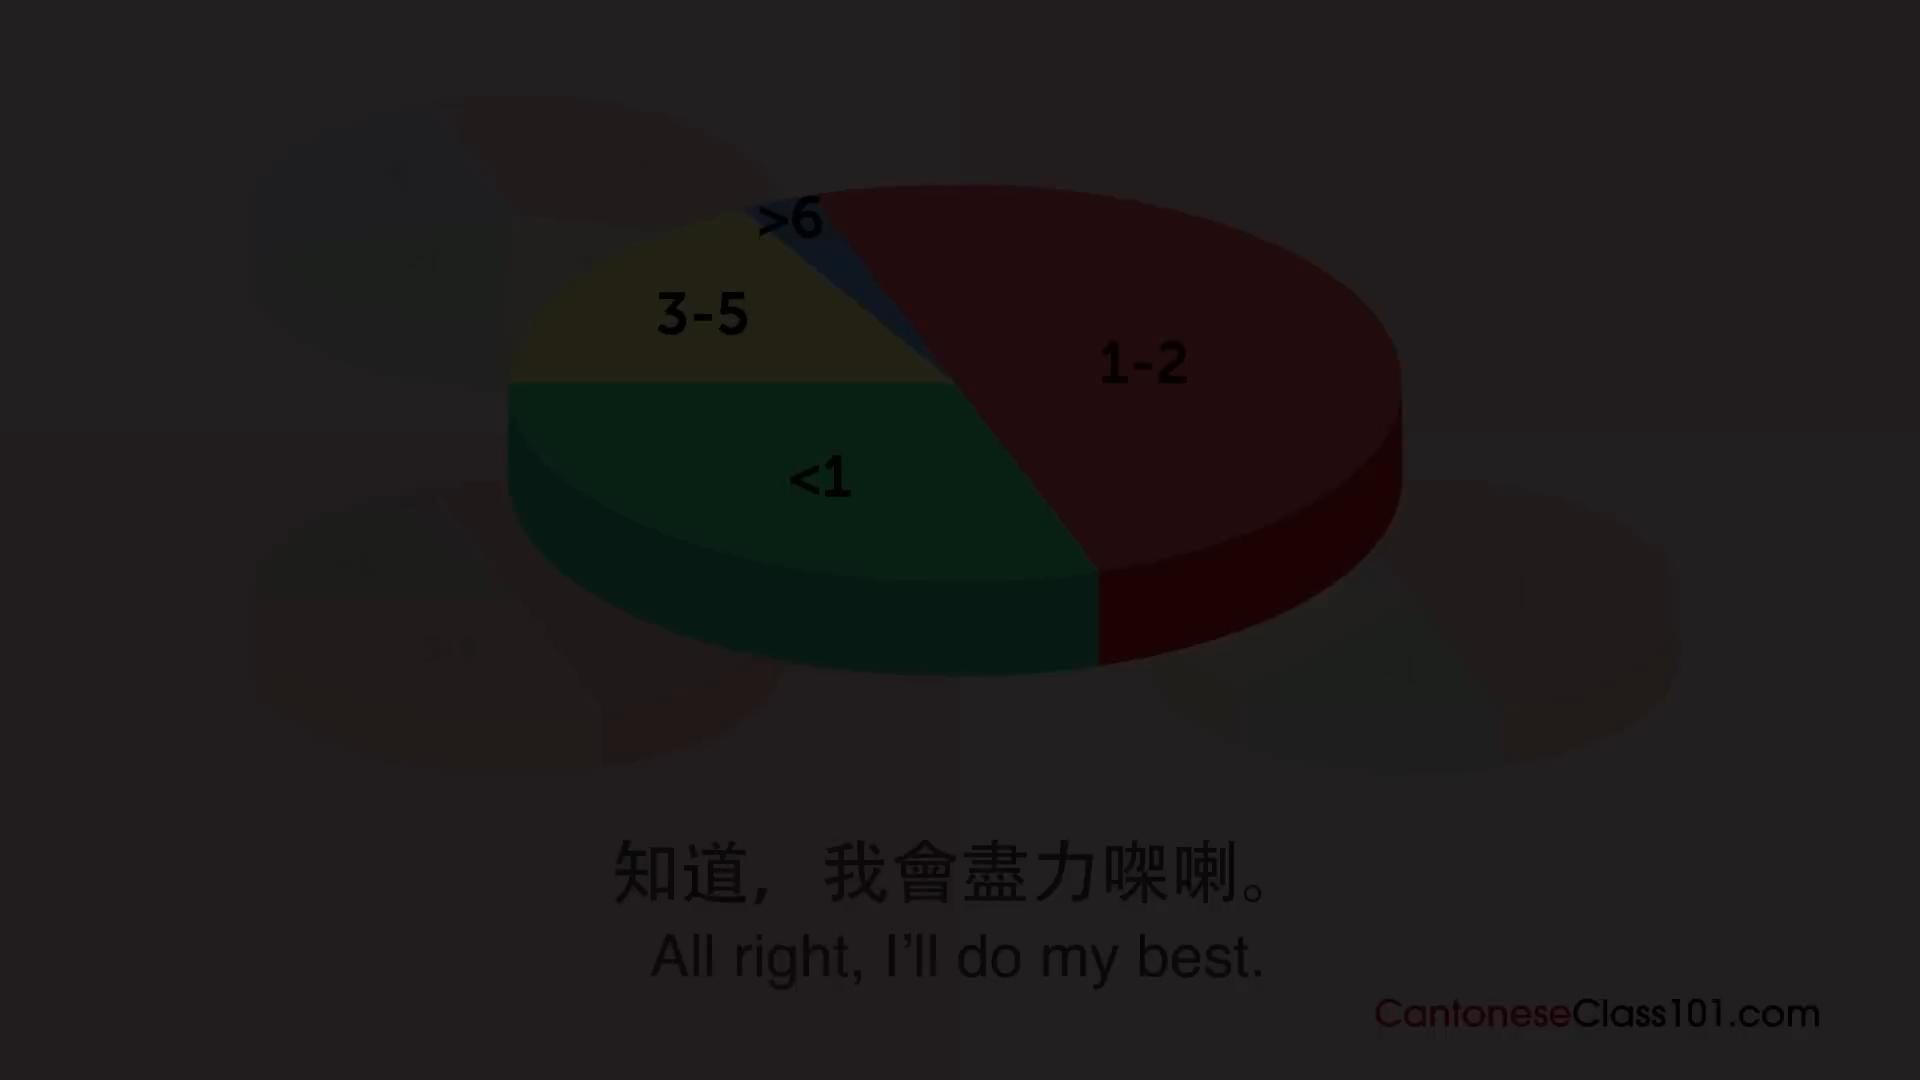 >6
3-5
1-2
<1
知道，我會盡力㗎喇。
All right, I'll do my best.
CantoneseClass101.com